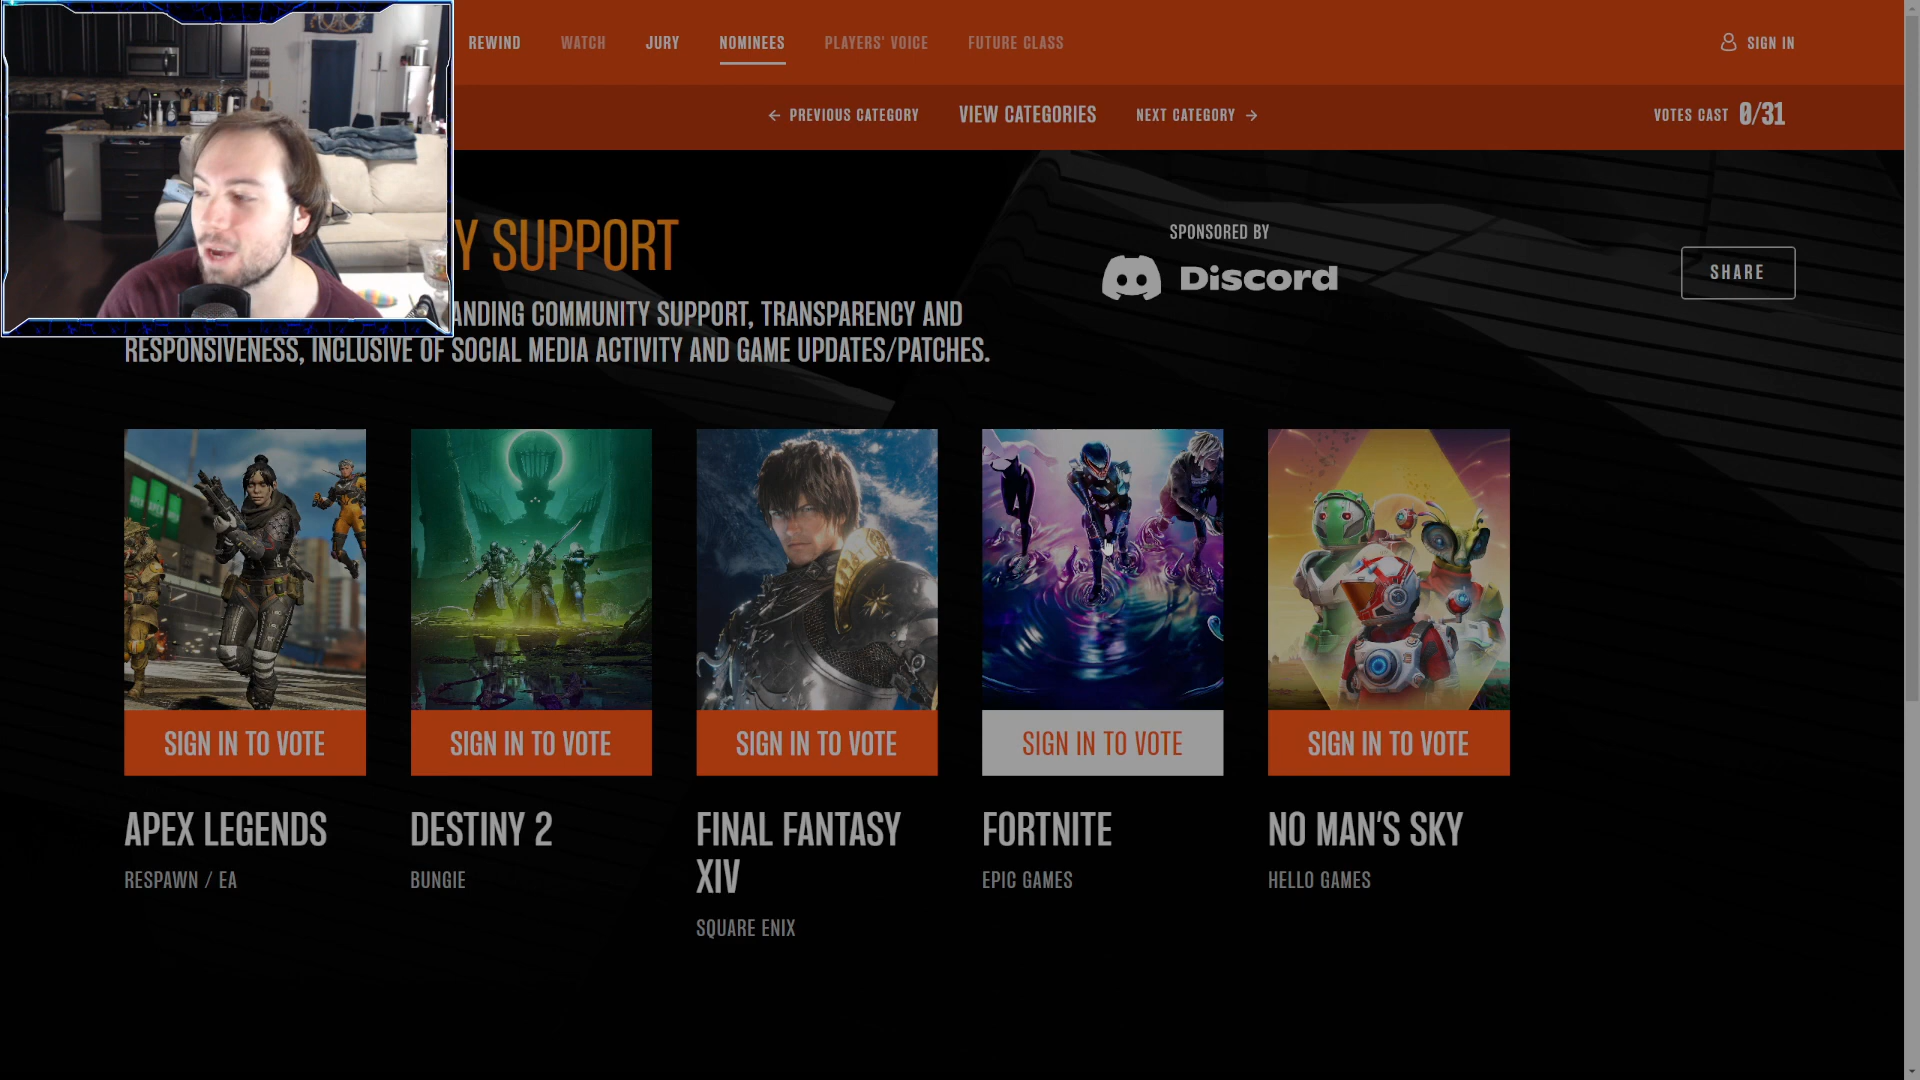 REWIND WATCH JURY NOMINEES PLAYERS' VOICE FUTURE CLASS SIGN IN
← PREVIOUS CATEGORY VIEW CATEGORIES NEXT CATEGORY → VOTES CAST 0/31
Y SUPPORT
SPONSORED BY
Discord
SHARE
ANDING COMMUNITY SUPPORT, TRANSPARENCY AND
RESPONSIVENESS, INCLUSIVE OF SOCIAL MEDIA ACTIVITY AND GAME UPDATES/PATCHES.
SIGN IN TO VOTE SIGN IN TO VOTE SIGN IN TO VOTE SIGN IN TO VOTE SIGN IN TO VOTE
APEX LEGENDS
RESPAWN / EA
DESTINY 2
BUNGIE
FINAL FANTASY
XIV
SQUARE ENIX
FORTNITE
EPIC GAMES
NO MAN'S SKY
HELLO GAMES